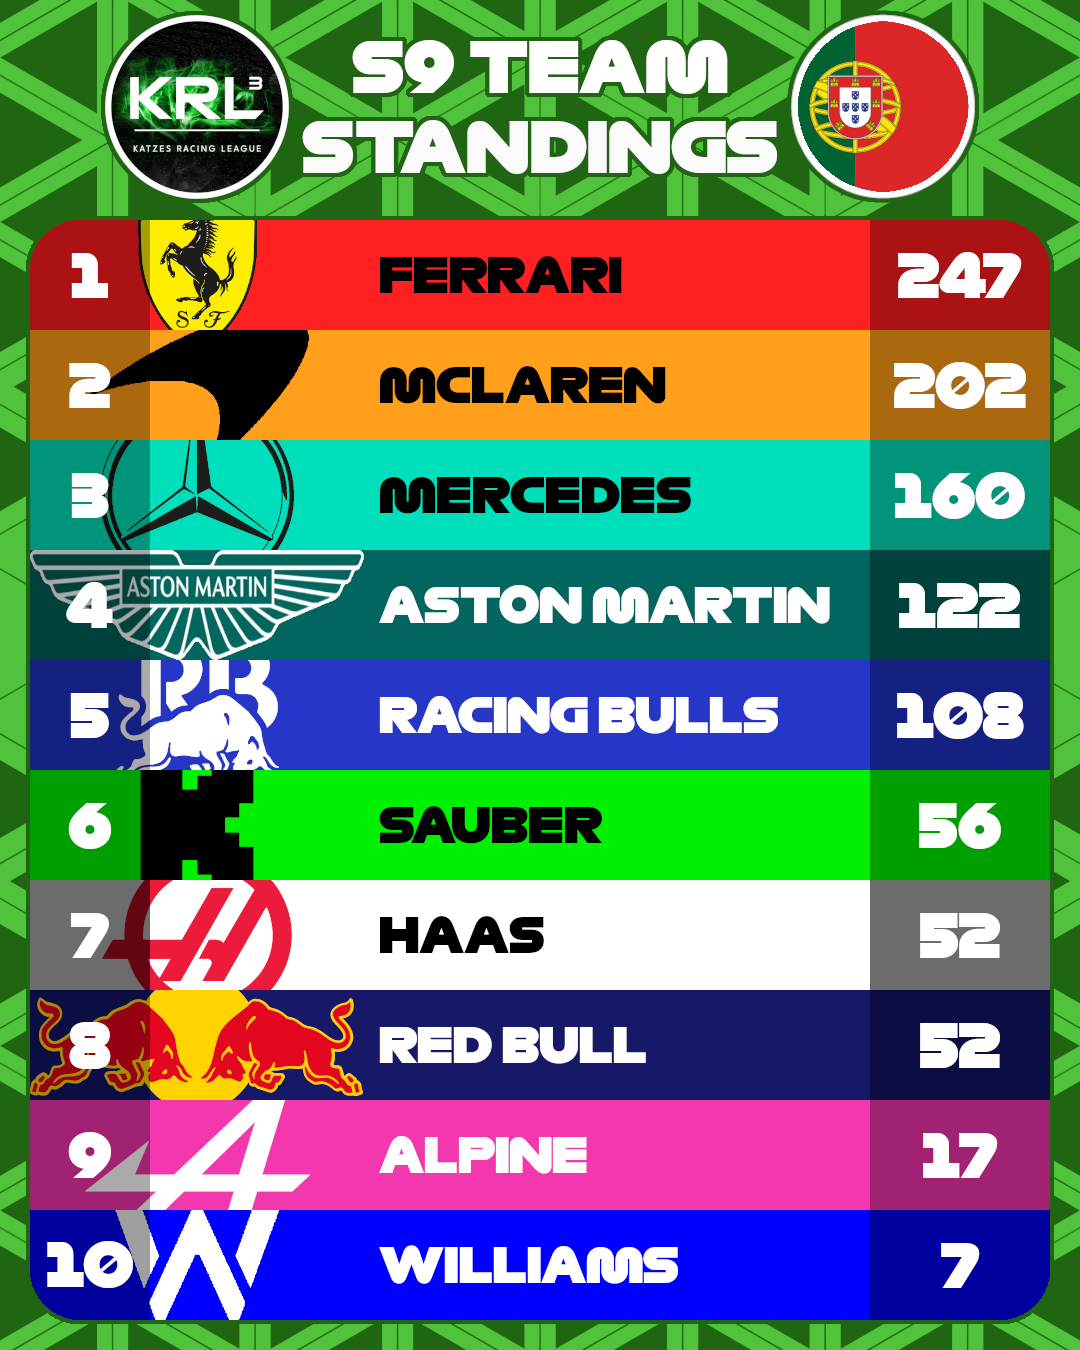 KRL3
KATZES RACING LEAGUE
S9 TEAM
STANDINGS
1 S F FERRARI 247
2 MCLAREN 202
3 MERCEDES 160
4 ASTON MARTIN ASTON MARTIN 122
5 RB RACING BULLS 108
6 SAUBER 56
7 H HAAS 52
8 RED BULL 52
9 A ALPINE 17
10 W WILLIAMS 7